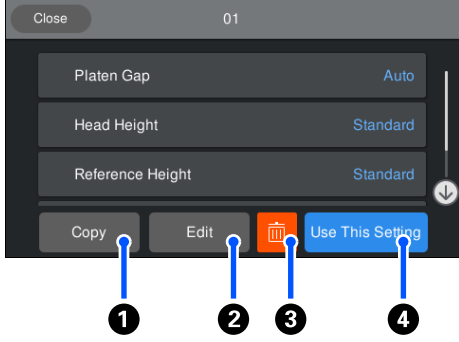 Close 01
Platen Gap Auto
Head Height Standard
Reference Height Standard
Copy Edit Use This Setting
1 2 3 4